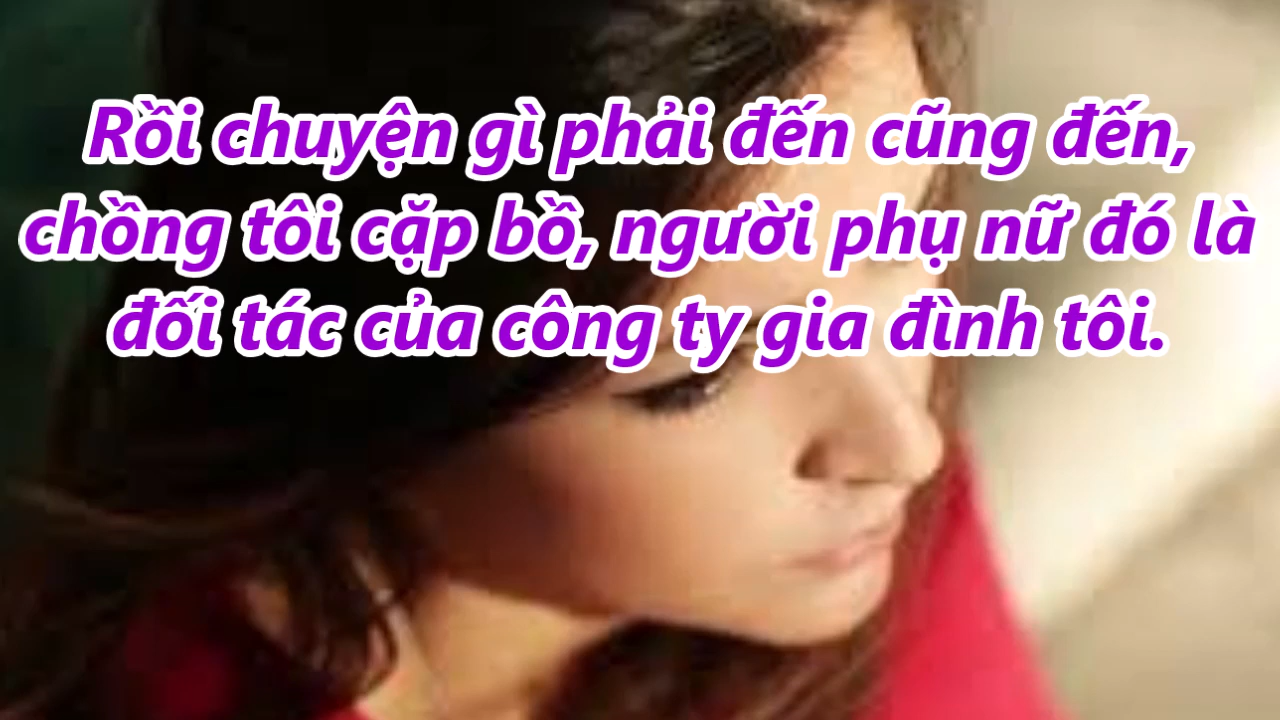 Rồi chuyện gì phải đến cũng đến,
chồng tôi cặp bồ, người phụ nữ đó là
đối tác của công ty gia đình tôi.